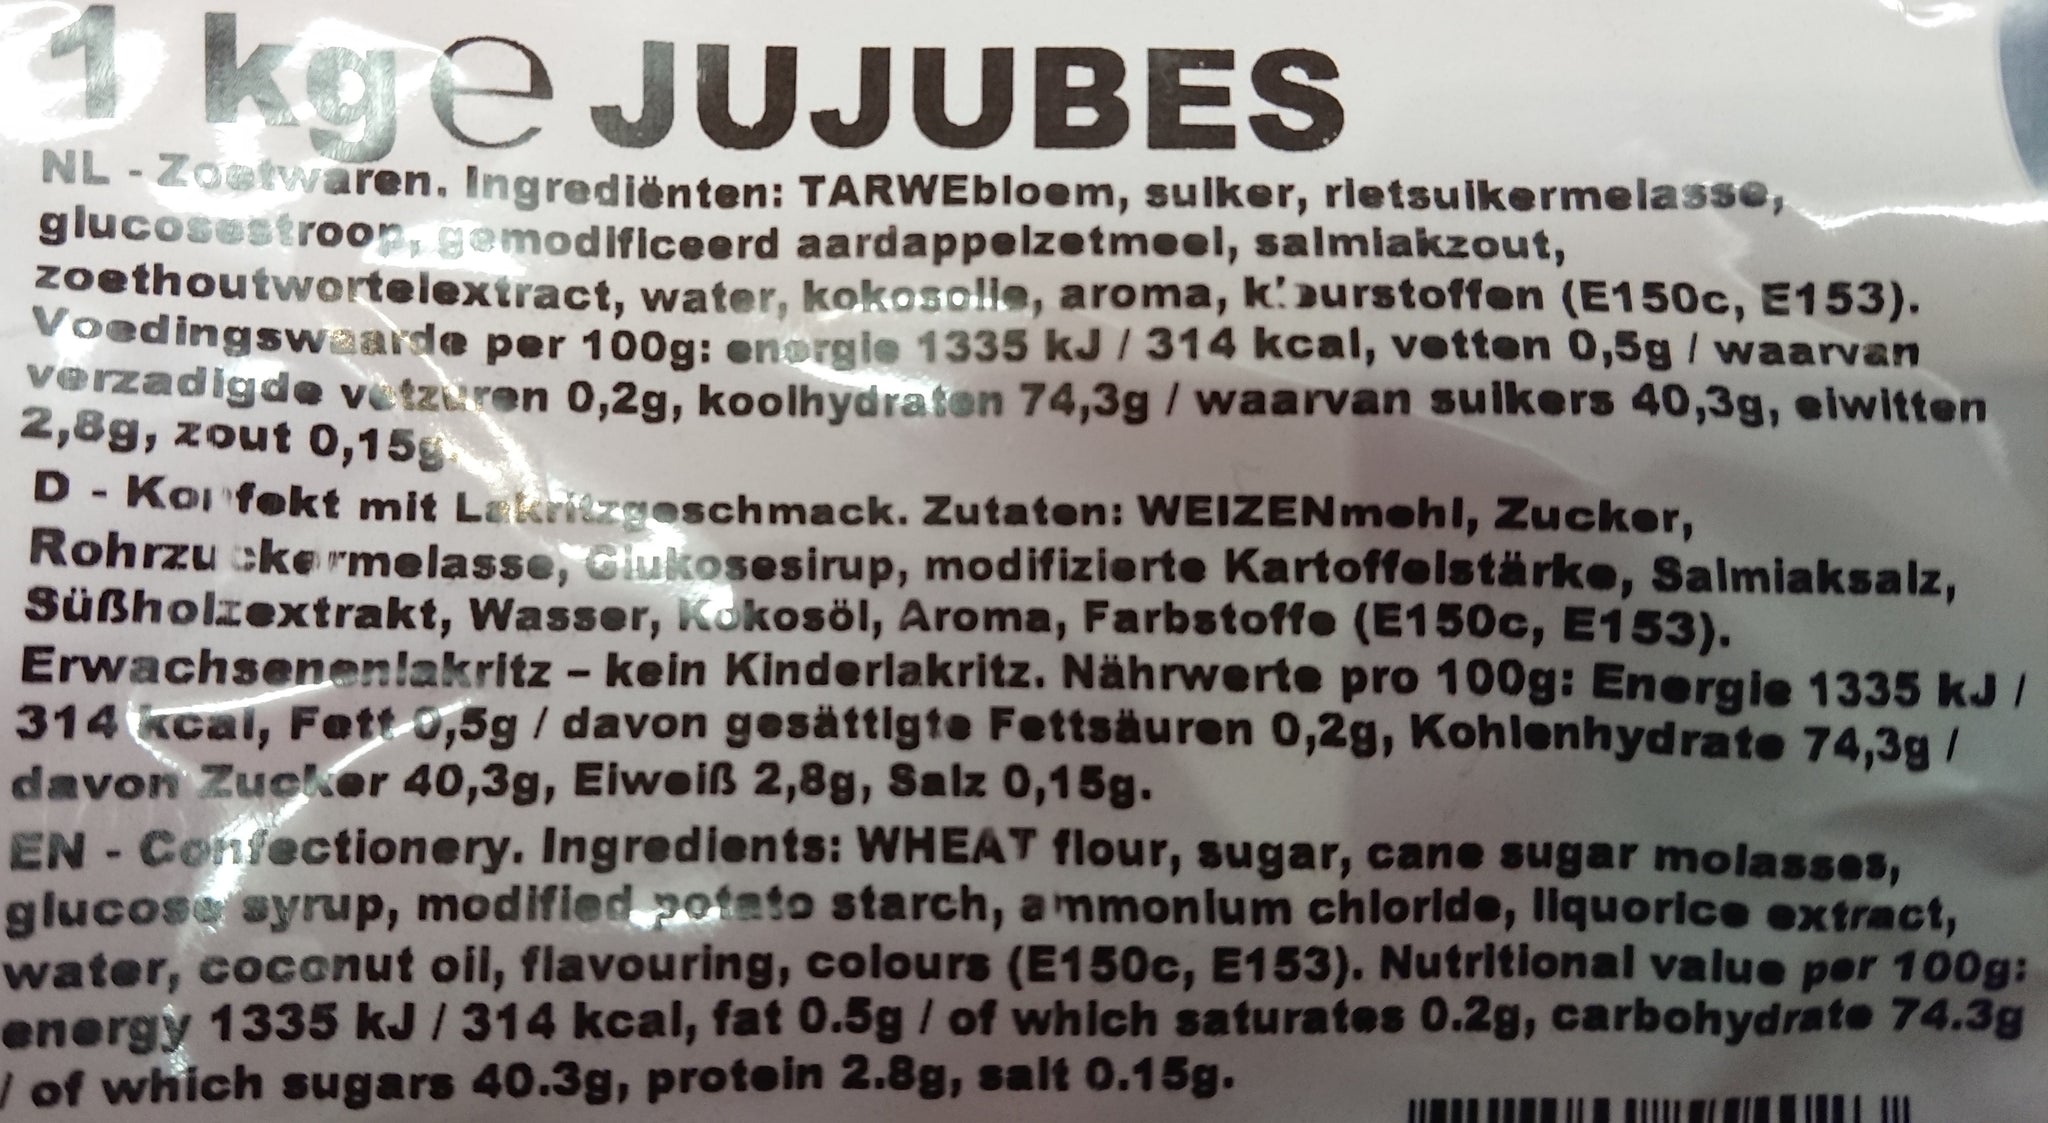 1 kg ℮ JUJUBES
NL - Zoetwaren. Ingrediënten: TARWEbloem, suiker, rietsuikermelasse,
glucosestroop, gemodificeerd aardappelzetmeel, salmiakzout,
zoethoutwortelextract, water, kokosolie, aroma, kleurstoffen (E150c, E153).
Voedingswaarde per 100g: energie 1335 kJ / 314 kcal, vetten 0,5g / waarvan
verzadigde vetzuren 0,2g, koolhydraten 74,3g / waarvan suikers 40,3g, eiwitten
2,8g, zout 0,15g.
D - Konfekt mit Lakritzgeschmack. Zutaten: WEIZENmehl, Zucker,
Rohrzuckermelasse, Glukosesirup, modifizierte Kartoffelstärke, Salmiaksalz,
Süßholzextrakt, Wasser, Kokosöl, Aroma, Farbstoffe (E150c, E153).
Erwachsenenlakritz – kein Kinderlakritz. Nährwerte pro 100g: Energie 1335 kJ /
314 kcal, Fett 0,5g / davon gesättigte Fettsäuren 0,2g, Kohlenhydrate 74,3g /
davon Zucker 40,3g, Eiweiß 2,8g, Salz 0,15g.
EN - Confectionery. Ingredients: WHEAT flour, sugar, cane sugar molasses,
glucose syrup, modified potato starch, ammonium chloride, liquorice extract,
water, coconut oil, flavouring, colours (E150c, E153). Nutritional value per 100g:
energy 1335 kJ / 314 kcal, fat 0.5g / of which saturates 0.2g, carbohydrate 74.3g
/ of which sugars 40.3g, protein 2.8g, salt 0.15g.